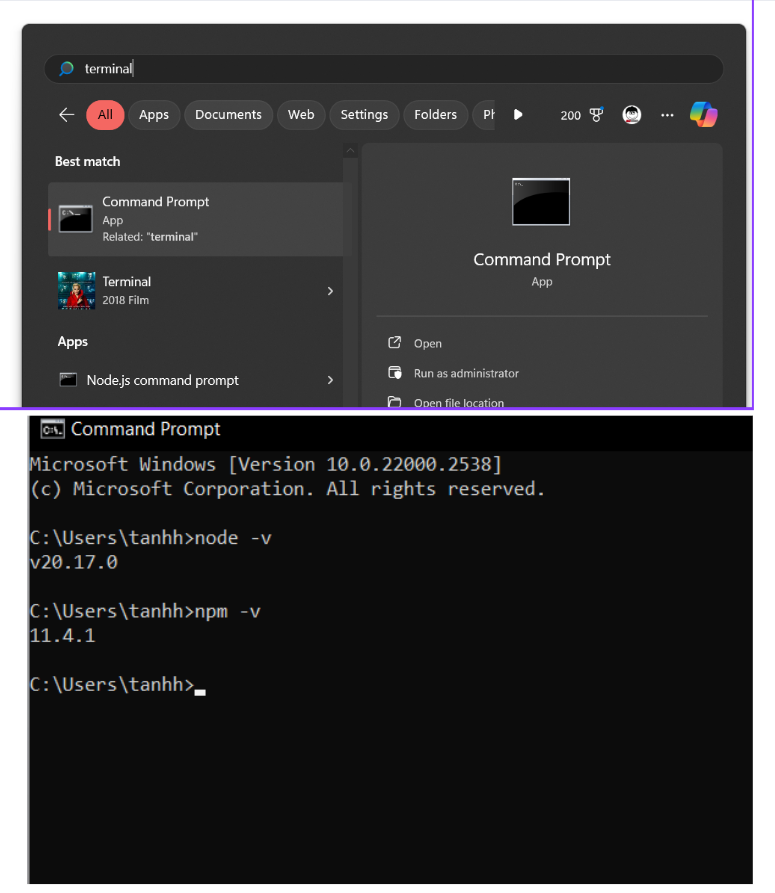 terminal
All
Apps
Documents
Web
Settings
Folders
Ph
200
Best match
Command Prompt
App
Related: "terminal"
Terminal
2018 Film
Apps
Node.js command prompt
Command Prompt
App
Open
Run as administrator
Open file location
Command Prompt
Microsoft Windows [Version 10.0.22000.2538]
(c) Microsoft Corporation. All rights reserved.
C:\Users\tanhh>node -v
v20.17.0
C:\Users\tanhh>npm -v
11.4.1
C:\Users\tanhh>